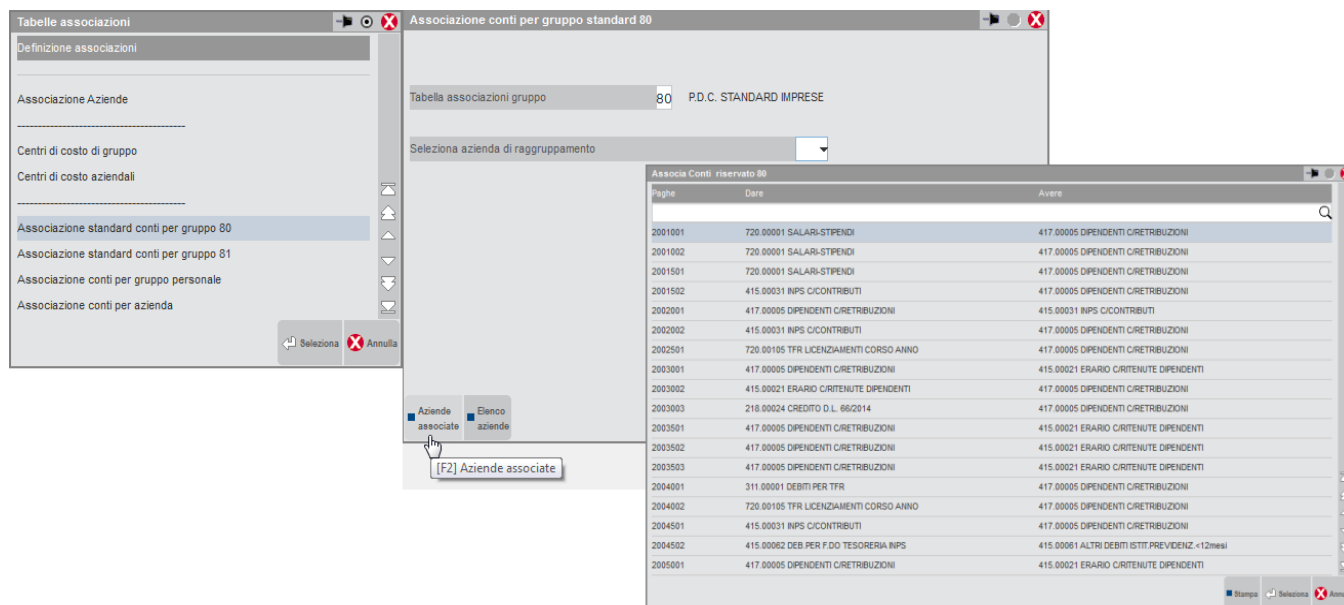 Tabelle associazioni
Definizione associazioni
Associazione Aziende
----------------------------------------
Centri di costo di gruppo
Centri di costo aziendali
----------------------------------------
Associazione standard conti per gruppo 80
Associazione standard conti per gruppo 81
Associazione conti per gruppo personale
Associazione conti per azienda
Seleziona Annulla
Associazione conti per gruppo standard 80
Tabella associazioni gruppo 80 P.D.C. STANDARD IMPRESE
Seleziona azienda di raggruppamento
Aziende associate
Elenco aziende
[F2] Aziende associate
Associa Conti riservato 80
Paghe Dare Avere
2001001 720.00001 SALARI-STIPENDI 417.00005 DIPENDENTI C/RETRIBUZIONI
2001002 720.00001 SALARI-STIPENDI 417.00005 DIPENDENTI C/RETRIBUZIONI
2001501 720.00001 SALARI-STIPENDI 417.00005 DIPENDENTI C/RETRIBUZIONI
2001502 415.00031 INPS C/CONTRIBUTI 417.00005 DIPENDENTI C/RETRIBUZIONI
2002001 417.00005 DIPENDENTI C/RETRIBUZIONI 415.00031 INPS C/CONTRIBUTI
2002002 415.00031 INPS C/CONTRIBUTI 417.00005 DIPENDENTI C/RETRIBUZIONI
2002501 720.00105 TFR LICENZIAMENTI CORSO ANNO 417.00005 DIPENDENTI C/RETRIBUZIONI
2003001 417.00005 DIPENDENTI C/RETRIBUZIONI 415.00021 ERARIO C/RITENUTE DIPENDENTI
2003002 415.00021 ERARIO C/RITENUTE DIPENDENTI 417.00005 DIPENDENTI C/RETRIBUZIONI
2003003 218.00024 CREDITO D.L. 66/2014 417.00005 DIPENDENTI C/RETRIBUZIONI
2003501 417.00005 DIPENDENTI C/RETRIBUZIONI 415.00021 ERARIO C/RITENUTE DIPENDENTI
2003502 417.00005 DIPENDENTI C/RETRIBUZIONI 415.00021 ERARIO C/RITENUTE DIPENDENTI
2003503 417.00005 DIPENDENTI C/RETRIBUZIONI 415.00021 ERARIO C/RITENUTE DIPENDENTI
2004001 311.00001 DEBITI PER TFR 417.00005 DIPENDENTI C/RETRIBUZIONI
2004002 720.00105 TFR LICENZIAMENTI CORSO ANNO 417.00005 DIPENDENTI C/RETRIBUZIONI
2004501 415.00031 INPS C/CONTRIBUTI 417.00005 DIPENDENTI C/RETRIBUZIONI
2004502 415.00062 DEB.PER F.DO TESORERIA INPS 415.00061 ALTRI DEBITI ISTIT.PREVIDENZ.<12mesi
2005001 417.00005 DIPENDENTI C/RETRIBUZIONI 415.00021 ERARIO C/RITENUTE DIPENDENTI
Stampa Seleziona